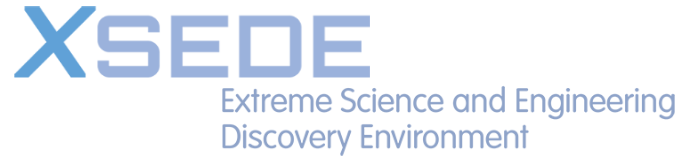 XSEDE
Extreme Science and Engineering
Discovery Environment